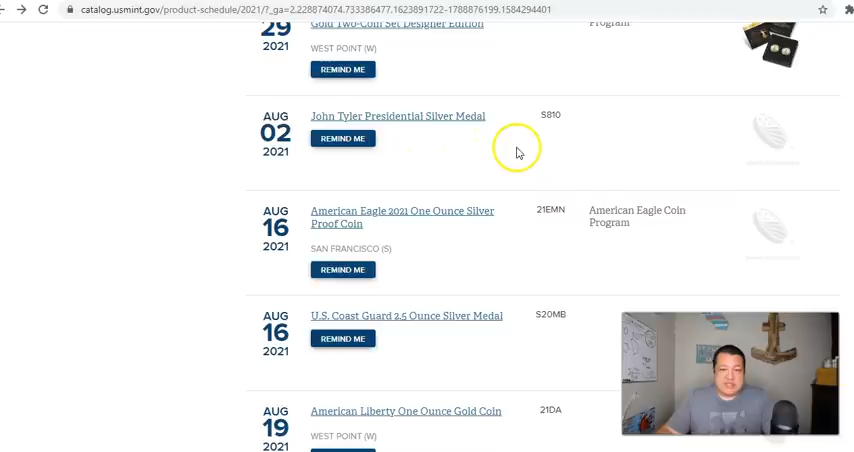 catalog.usmint.gov/product-schedule/2021/?_ga=2.228874074.733386477.1623891722-1788876199.1584294401
29
2021
Gold Two-Coin Set Designer Edition
Program
WEST POINT (W)
REMIND ME
AUG
02
2021
John Tyler Presidential Silver Medal
S810
REMIND ME
AUG
16
2021
American Eagle 2021 One Ounce Silver
Proof Coin
21EMN
American Eagle Coin
Program
SAN FRANCISCO (S)
REMIND ME
AUG
16
2021
U.S. Coast Guard 2.5 Ounce Silver Medal
S20MB
REMIND ME
AUG
19
2021
American Liberty One Ounce Gold Coin
21DA
WEST POINT (W)